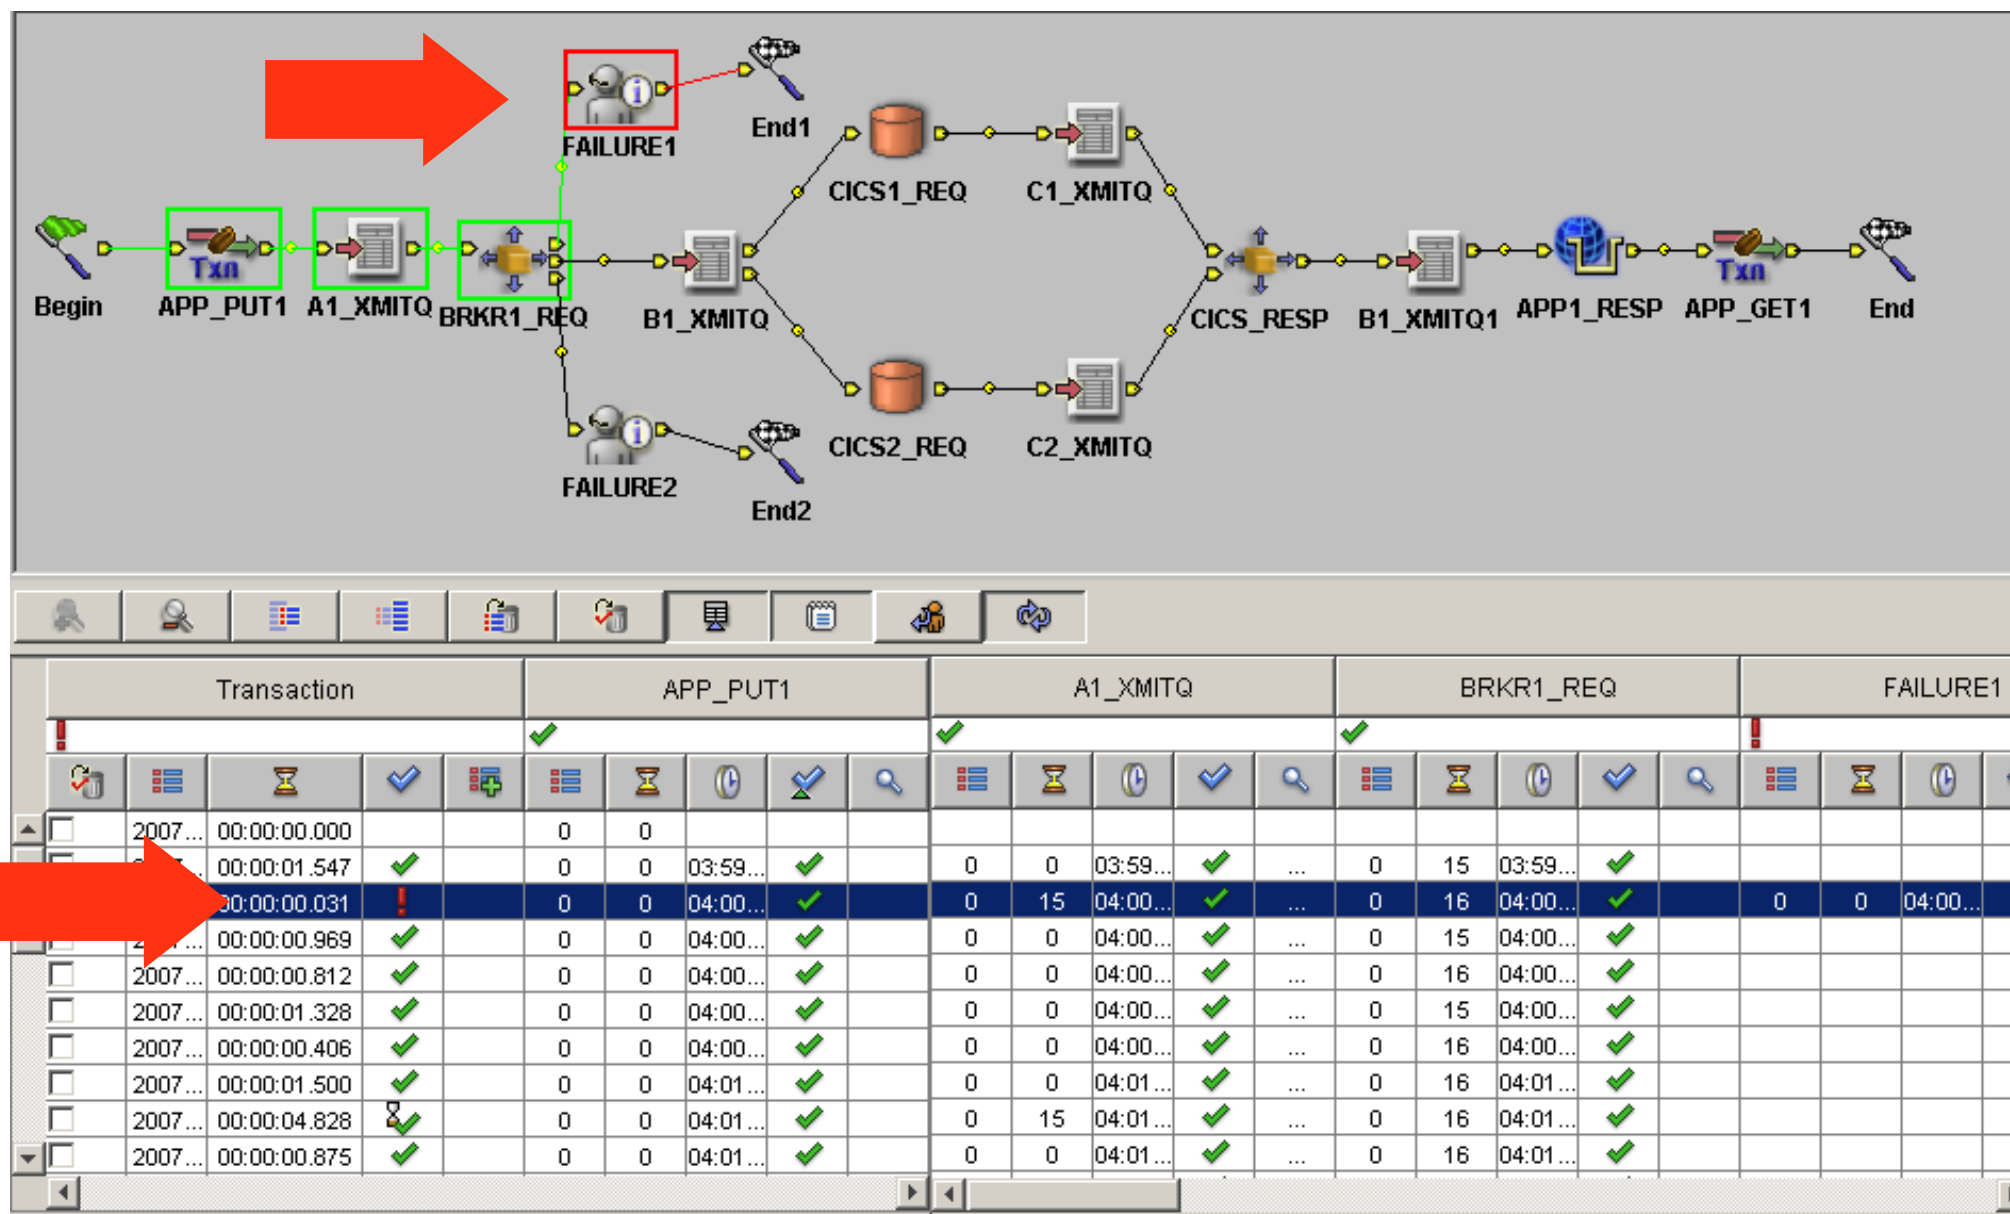 End1
FAILURE1
CICS1_REQ
C1_XMITQ
Txn
Txn
Begin
APP_PUT1
A1_XMITQ
BRKR1_REQ
B1_XMITQ
CICS_RESP
B1_XMITQ1
APP1_RESP
APP_GET1
End
CICS2_REQ
C2_XMITQ
FAILURE2
End2
Transaction APP_PUT1 A1_XMITQ BRKR1_REQ FAILURE1
2007... 00:00:00.000 0 0
00:00:01.547 0 0 03:59... 0 0 03:59... ... 0 15 03:59...
00:00:00.031 0 0 04:00... 0 15 04:00... ... 0 16 04:00... 0 0 04:00...
00:00:00.969 0 0 04:00... 0 0 04:00... ... 0 15 04:00...
2007... 00:00:00.812 0 0 04:00... 0 0 04:00... ... 0 16 04:00...
2007... 00:00:01.328 0 0 04:00... 0 0 04:00... ... 0 15 04:00...
2007... 00:00:00.406 0 0 04:00... 0 0 04:00... ... 0 16 04:00...
2007... 00:00:01.500 0 0 04:01... 0 0 04:01... ... 0 16 04:01...
2007... 00:00:04.828 0 0 04:01... 0 15 04:01... ... 0 16 04:01...
2007... 00:00:00.875 0 0 04:01... 0 0 04:01... ... 0 16 04:01...